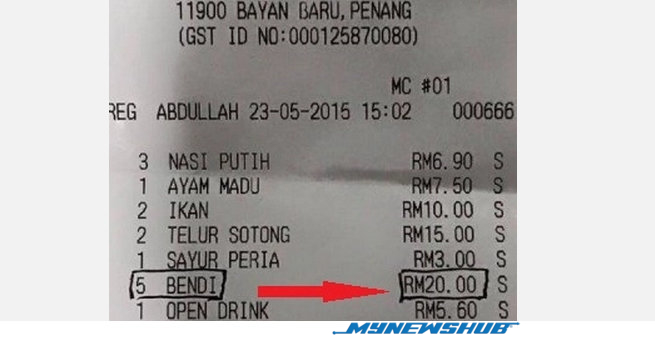 11900 BAYAN BARU, PENANG
(GST ID NO:000125870080)
MC #01
REG ABDULLAH 23-05-2015 15:02 000666
3 NASI PUTIH RM6.90 S
1 AYAM MADU RM7.50 S
2 IKAN RM10.00 S
2 TELUR SOTONG RM15.00 S
1 SAYUR PERIA RM3.00 S
5 BENDI RM20.00 S
1 OPEN DRINK RM5.60 S
MYNEWSHUB